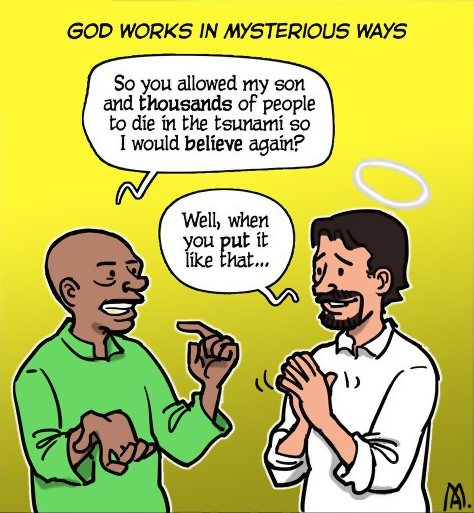 GOD WORKS IN MYSTERIOUS WAYS
So you allowed my son
and thousands of people
to die in the tsunami so
I would believe again?
Well, when
you put it
like that...
MA.